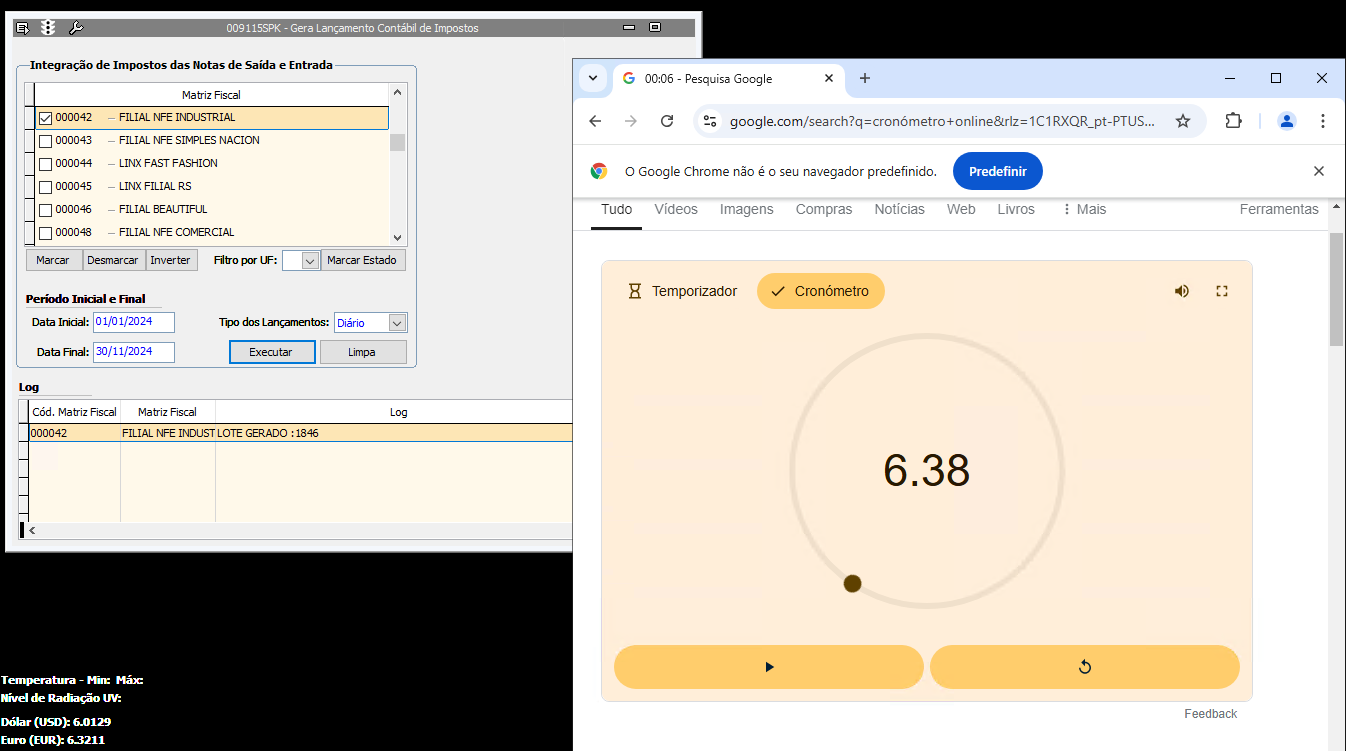 009115SPK - Gera Lançamento Contábil de Impostos
Integração de Impostos das Notas de Saída e Entrada
Matriz Fiscal
000042 – FILIAL NFE INDUSTRIAL
000043 – FILIAL NFE SIMPLES NACION
000044 – LINX FAST FASHION
000045 – LINX FILIAL RS
000046 – FILIAL BEAUTIFUL
000048 – FILIAL NFE COMERCIAL
Marcar Desmarcar Inverter Filtro por UF: Marcar Estado
Período Inicial e Final
Data Inicial: 01/01/2024 Tipo dos Lançamentos: Diário
Data Final: 30/11/2024 Executar Limpa
Log
Cód. Matriz Fiscal Matriz Fiscal Log
000042 FILIAL NFE INDUST LOTE GERADO :1846
Temperatura - Min: Máx:
Nível de Radiação UV:
Dólar (USD): 6.0129
Euro (EUR): 6.3211
00:06 - Pesquisa Google
google.com/search?q=cronómetro+online&rlz=1C1RXQR_pt-PTUS...
O Google Chrome não é o seu navegador predefinido. Predefinir
Tudo Vídeos Imagens Compras Notícias Web Livros Mais Ferramentas
Temporizador Cronómetro
6.38
Feedback